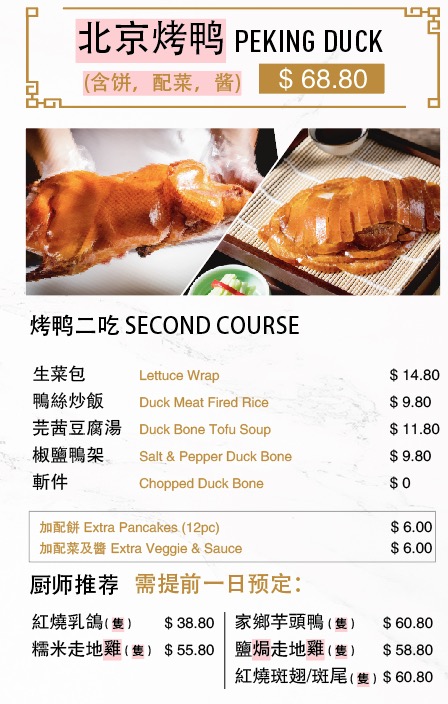 北京烤鸭 PEKING DUCK
(含饼，配菜，酱) $ 68.80
烤鸭二吃 SECOND COURSE
生菜包 Lettuce Wrap $ 14.80
鴨絲炒飯 Duck Meat Fired Rice $ 9.80
芫茜豆腐湯 Duck Bone Tofu Soup $ 11.80
椒鹽鴨架 Salt & Pepper Duck Bone $ 9.80
斬件 Chopped Duck Bone $ 0
加配餅 Extra Pancakes (12pc) $ 6.00
加配菜及醬 Extra Veggie & Sauce $ 6.00
厨师推荐 需提前一日预定：
紅燒乳鴿(隻) $ 38.80
糯米走地雞(隻) $ 55.80
家鄉芋頭鴨(隻) $ 60.80
鹽焗走地雞(隻) $ 58.80
紅燒斑翅/斑尾(隻) $ 60.80